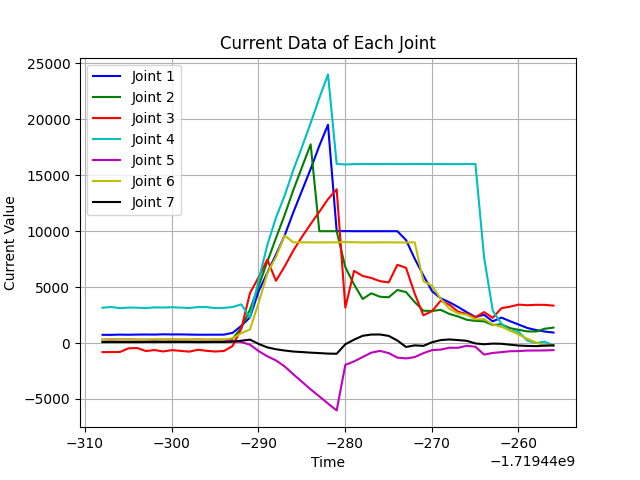 Current Data of Each Joint
25000
20000
15000
10000
5000
0
−5000
Current Value
Joint 1
Joint 2
Joint 3
Joint 4
Joint 5
Joint 6
Joint 7
−310
−300
−290
−280
−270
−260
Time
−1.71944e9